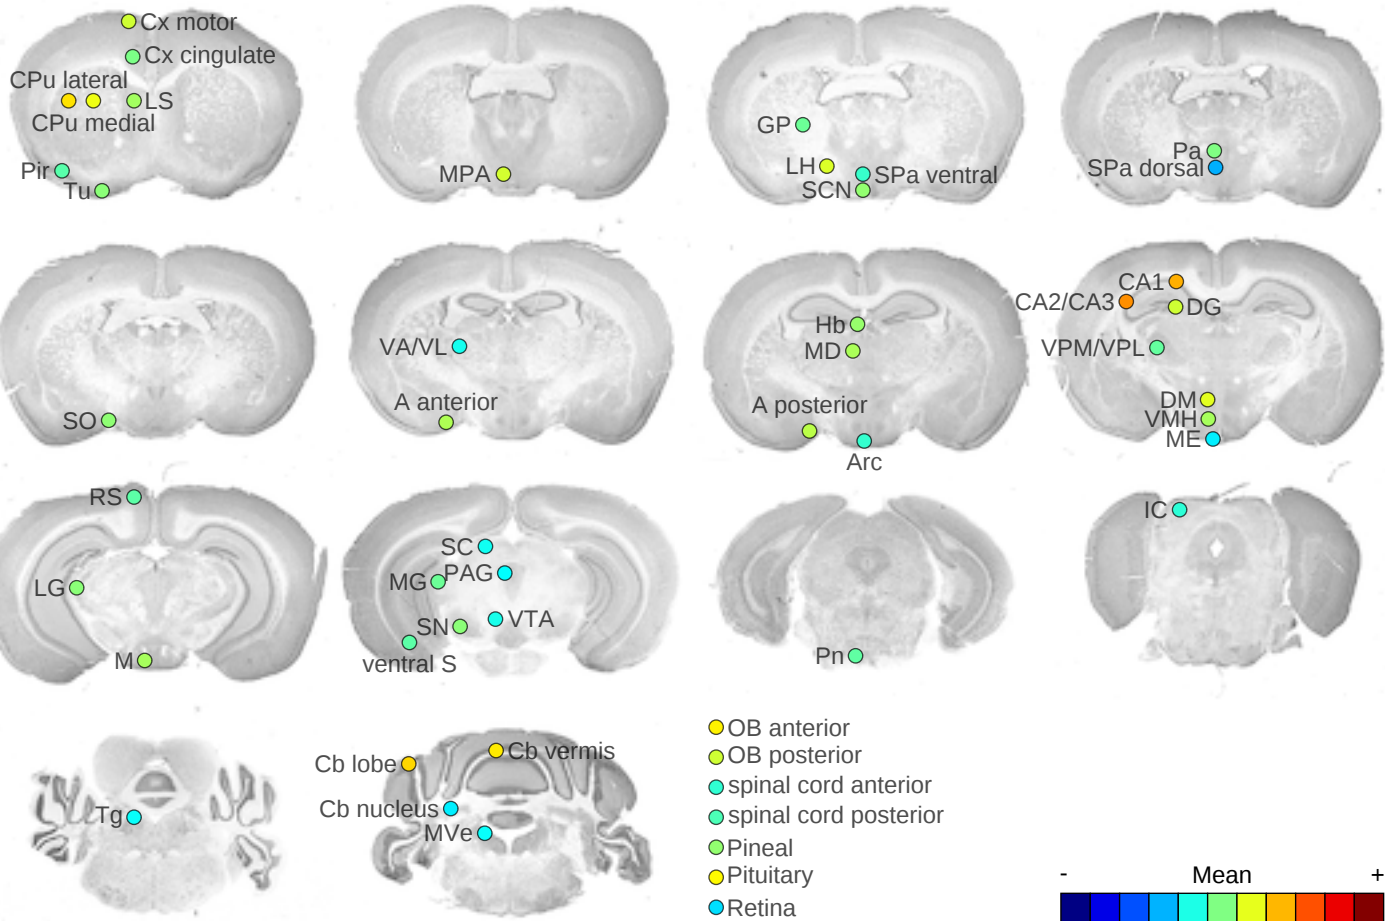 Cx motor
Cx cingulate
CPu lateral
LS
CPu medial
Pir
Tu
MPA
GP
LH
SPa ventral
SCN
Pa
SPa dorsal
SO
VA/VL
A anterior
Hb
MD
A posterior
Arc
CA1
CA2/CA3
DG
VPM/VPL
DM
VMH
ME
RS
LG
M
SC
PAG
MG
VTA
SN
ventral S
Pn
IC
Tg
Cb lobe
Cb vermis
Cb nucleus
MVe
OB anterior
OB posterior
spinal cord anterior
spinal cord posterior
Pineal
Pituitary
Retina
- Mean +